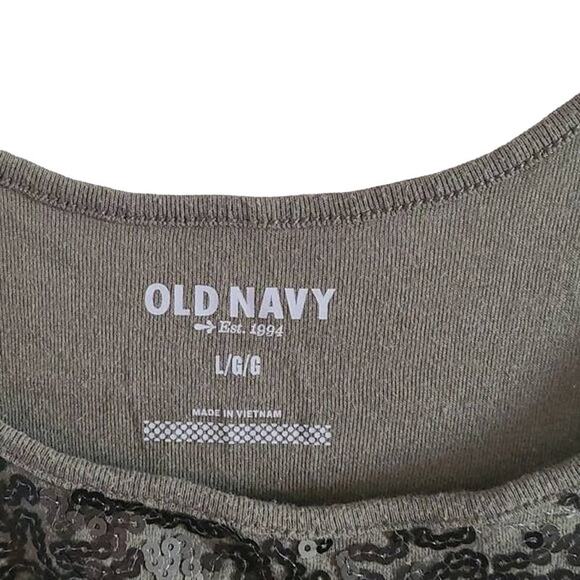 OLD NAVY
Est. 1994
L/G/G
MADE IN VIETNAM